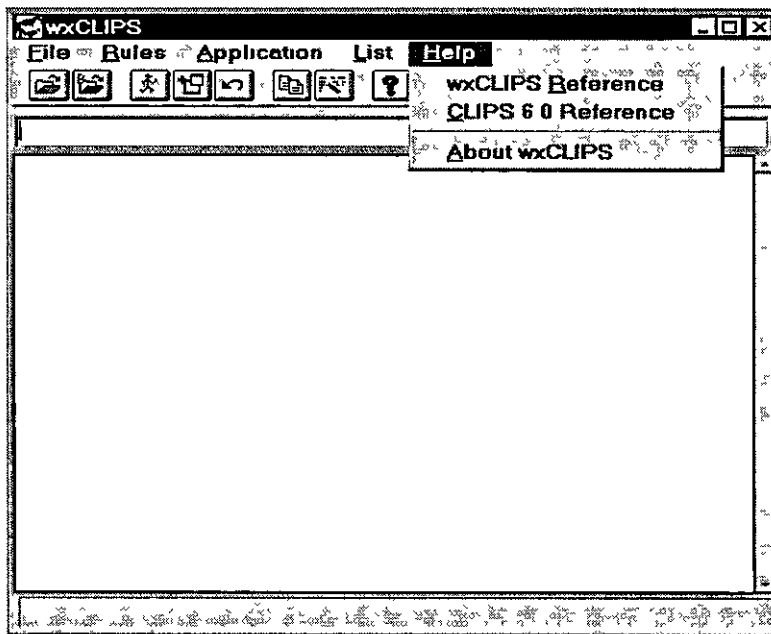 wxCLIPS
File Rules Application List Help
wxCLIPS Reference
CLIPS 6 0 Reference
About wxCLIPS